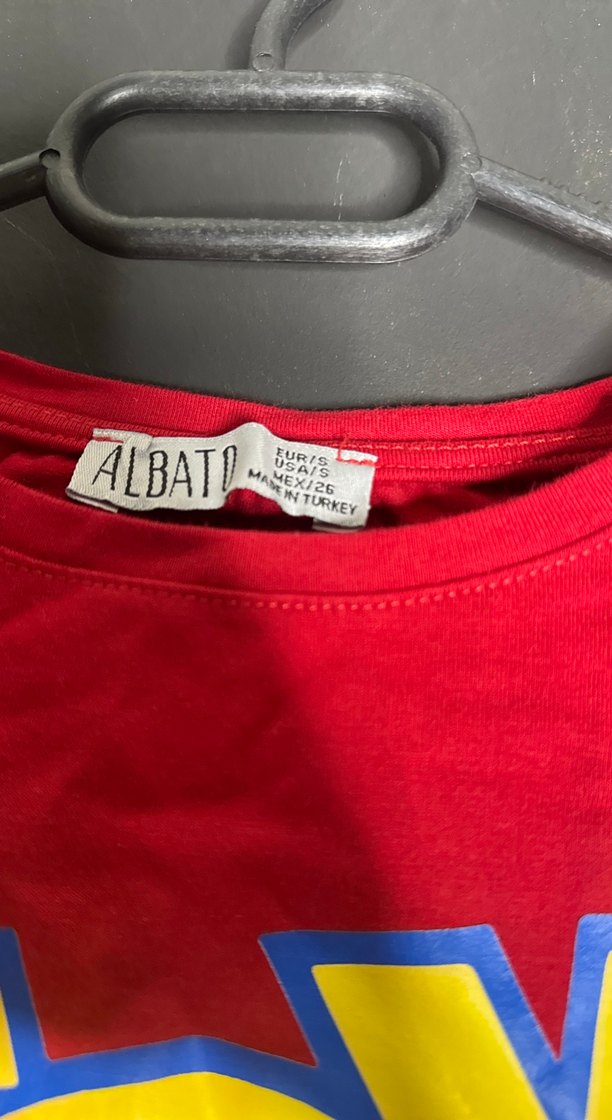 ALBATO
EUR/S
USA/S
MEX/26
MADE IN TURKEY